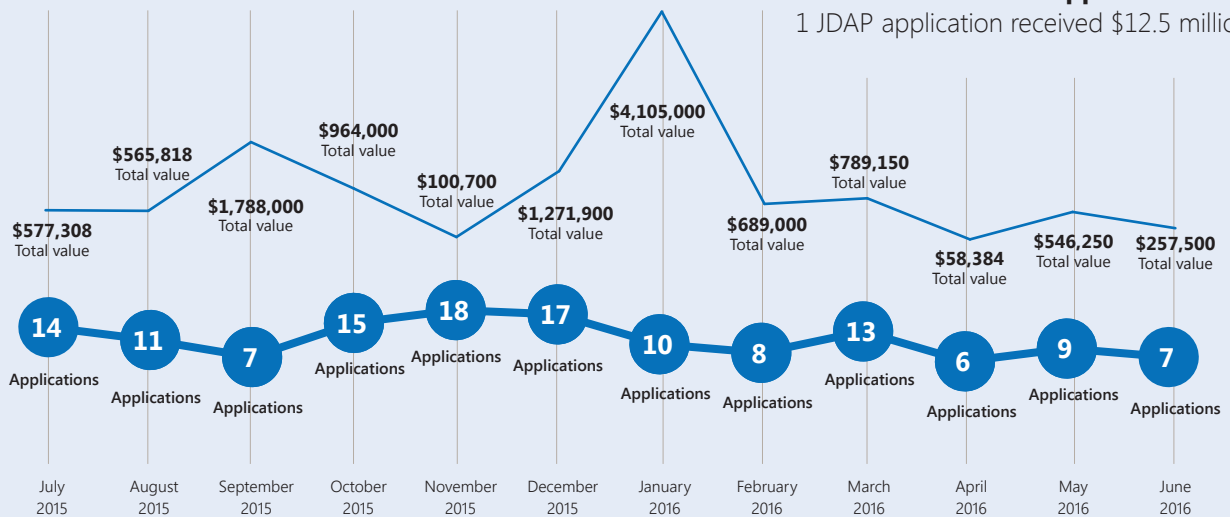 1 JDAP application received $12.5
$4,105,000
Total value
$964,000
Total value
$565,818
Total value
$789,150
Total value
$100,700
Total value
$1,788,000
Total value
$1,271,900
Total value
$689,000
Total value
$577,308
Total value
$546,250
Total value
$257,500
Total value
$58,384
Total value
14
11
7
15
18
17
10
8
13
6
9
7
Applications
Applications
Applications
Applications
Applications
Applications
Applications
Applications
Applications
Applications
Applications
Applications
July
2015
August
2015
September
2015
October
2015
November
2015
December
2015
January
2016
February
2016
March
2016
April
2016
May
2016
June
2016